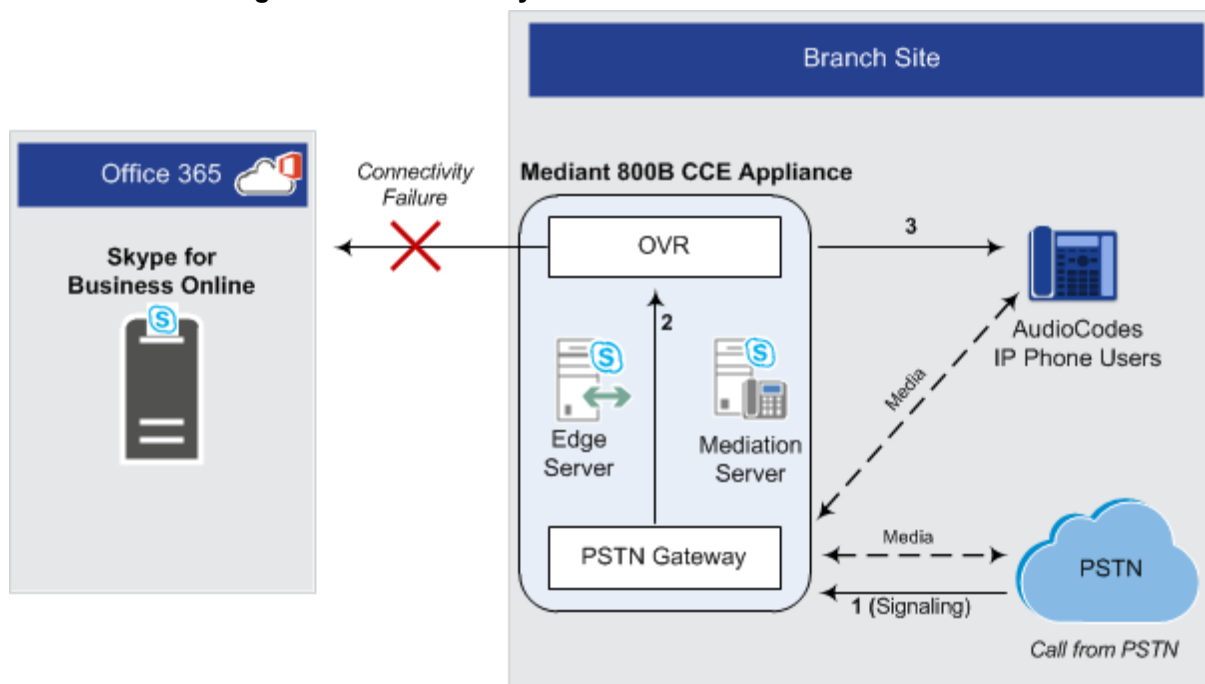 Branch Site
Office 365
Connectivity
Failure
Mediant 800B CCE Appliance
Skype for
Business Online
S
OVR
3
2
S
S
AudioCodes
IP Phone Users
Edge
Server
Mediation
Server
Media
PSTN Gateway
Media
PSTN
1 (Signaling)
Call from PSTN